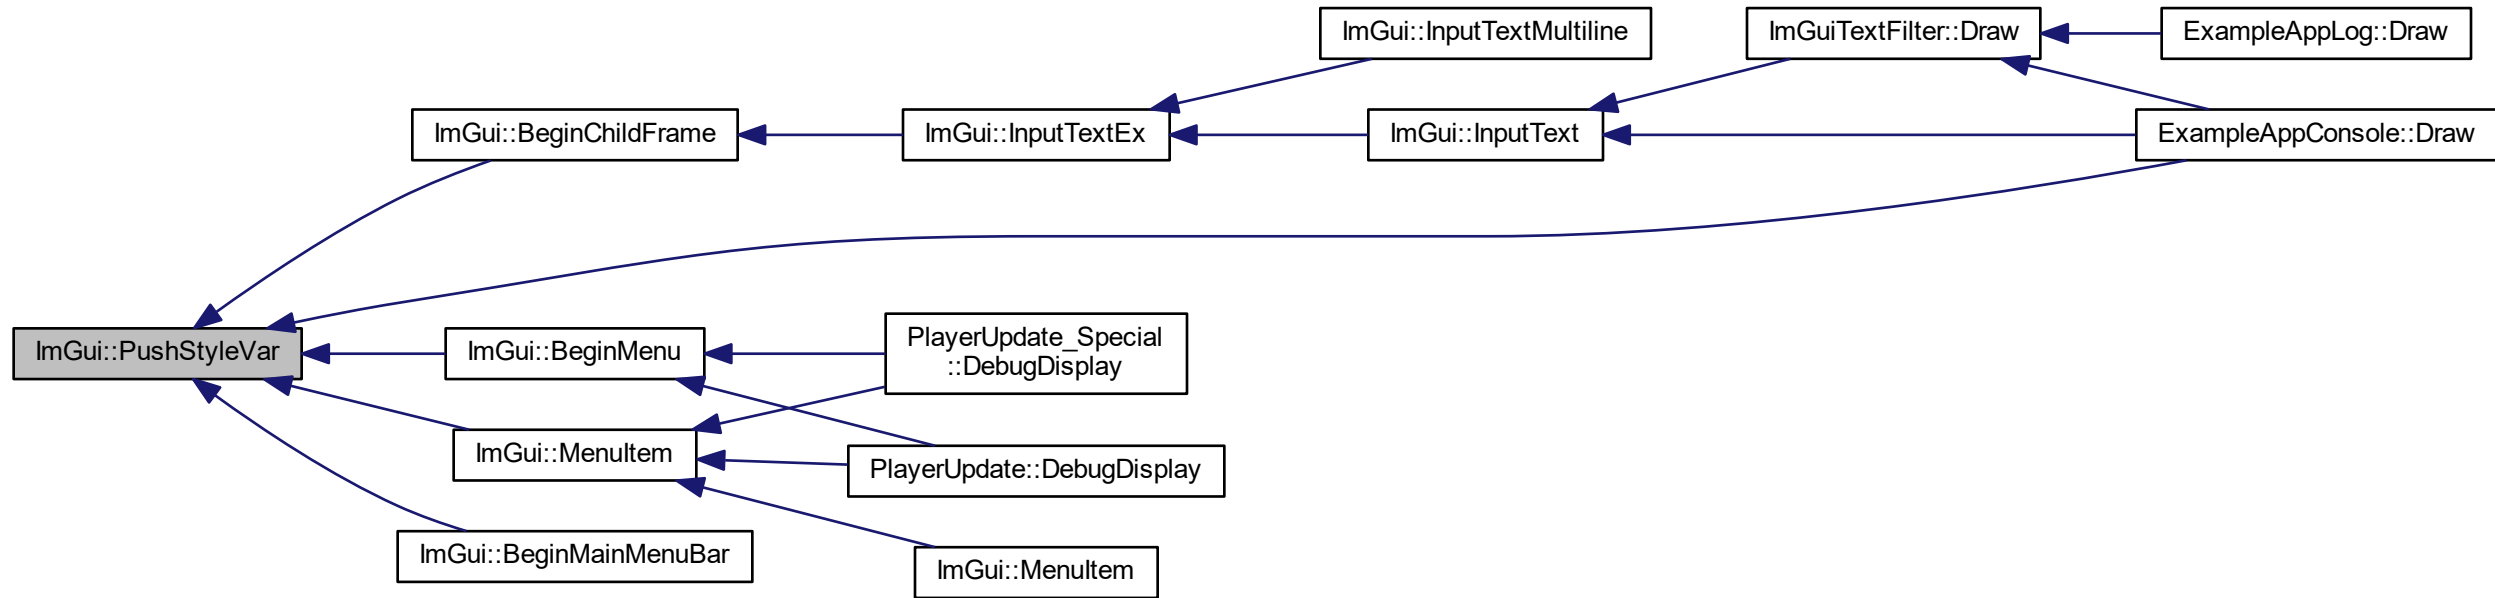 ImGui::InputTextMultiline
ImGuiTextFilter::Draw
ExampleAppLog::Draw
ImGui::BeginChildFrame
ImGui::InputTextEx
ImGui::InputText
ExampleAppConsole::Draw
ImGui::PushStyleVar
ImGui::BeginMenu
PlayerUpdate_Special
::DebugDisplay
ImGui::MenuItem
PlayerUpdate::DebugDisplay
ImGui::BeginMainMenuBar
ImGui::MenuItem